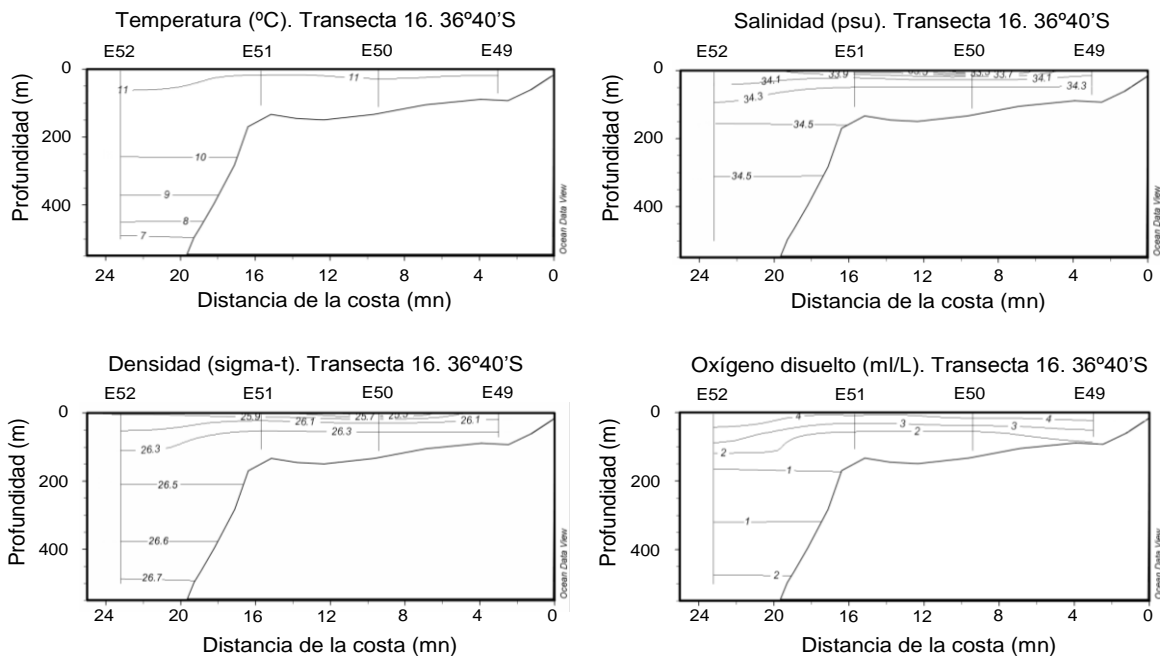 Temperatura (ºC). Transecta 16. 36º40’S
E52 E51 E50 E49
0
200
400
Profundidad (m)
11
11
10
9
8
7
24 20 16 12 8 4 0
Distancia de la costa (mn)
Ocean Data View
Salinidad (psu). Transecta 16. 36º40’S
E52 E51 E50 E49
0
200
400
Profundidad (m)
34.1 33.9 33.7 34.1
34.3 34.3
34.5
34.5
24 20 16 12 8 4 0
Distancia de la costa (mn)
Ocean Data View
Densidad (sigma-t). Transecta 16. 36º40’S
E52 E51 E50 E49
0
200
400
Profundidad (m)
25.9 25.7
26.1 26.1
26.3 26.3
26.5
26.6
26.7
24 20 16 12 8 4 0
Distancia de la costa (mn)
Ocean Data View
Oxígeno disuelto (ml/L). Transecta 16. 36º40’S
E52 E51 E50 E49
0
200
400
Profundidad (m)
4 4
3 3
2 2
1
1
2
24 20 16 12 8 4 0
Distancia de la costa (mn)
Ocean Data View